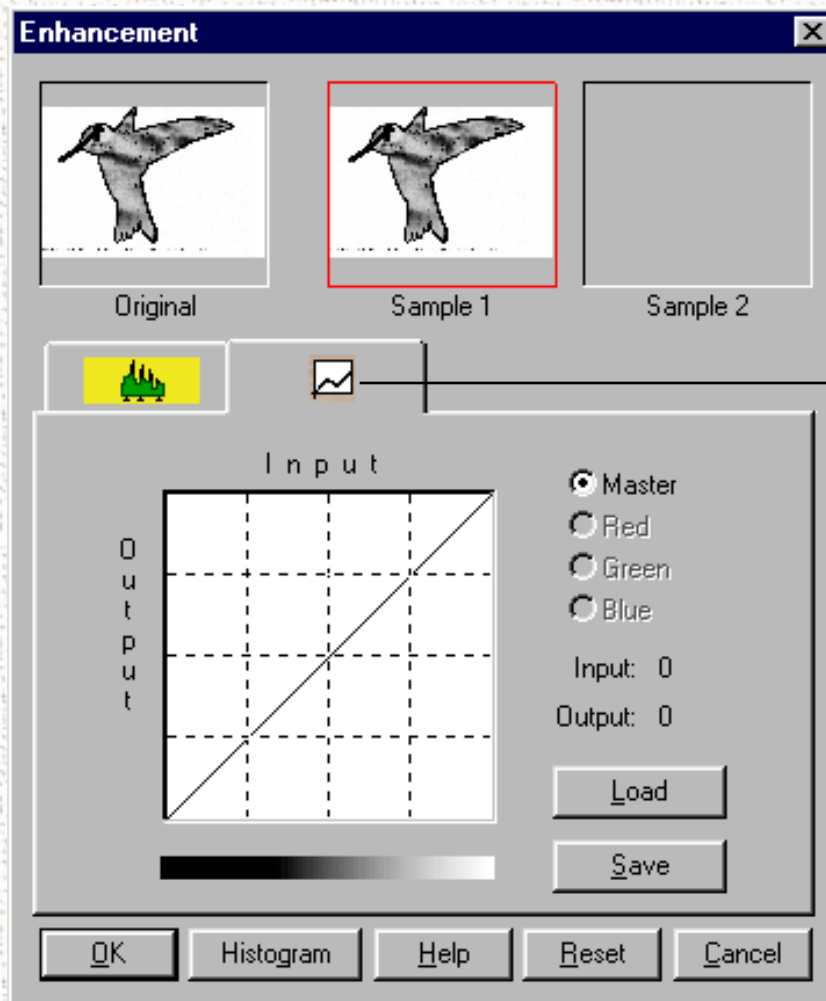 Enhancement
Original
Sample 1
Sample 2
Input
Output
Master
Red
Green
Blue
Input: 0
Output: 0
Load
Save
OK
Histogram
Help
Reset
Cancel